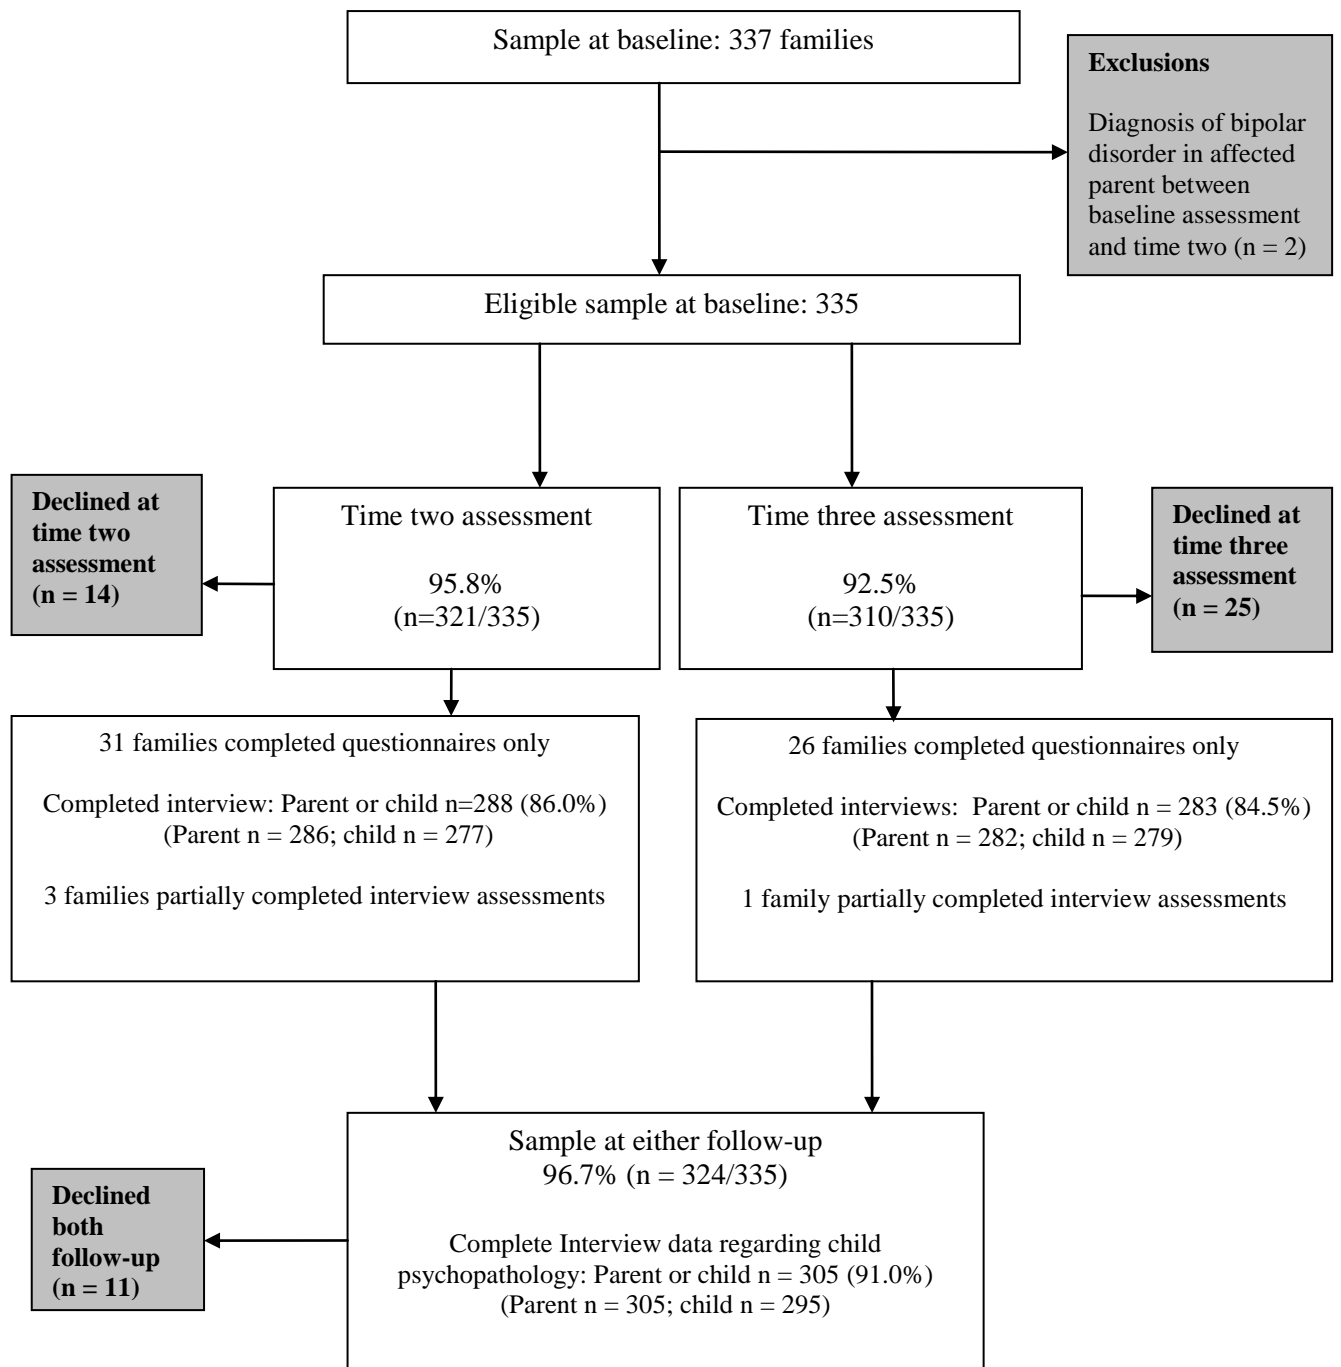 Sample at baseline: 337 families
Exclusions
Diagnosis of bipolar
disorder in affected
parent between
baseline assessment
and time two (n = 2)
Eligible sample at baseline: 335
Declined at
time two
assessment
(n = 14)
Time two assessment
95.8%
(n=321/335)
Time three assessment
92.5%
(n=310/335)
Declined at
time three
assessment
(n = 25)
31 families completed questionnaires only
Completed interview: Parent or child n=288 (86.0%)
(Parent n = 286; child n = 277)
3 families partially completed interview assessments
26 families completed questionnaires only
Completed interviews:  Parent or child n = 283 (84.5%)
(Parent n = 282; child n = 279)
1 family partially completed interview assessments
Sample at either follow-up
96.7% (n = 324/335)
Complete Interview data regarding child
psychopathology: Parent or child n = 305 (91.0%)
(Parent n = 305; child n = 295)
Declined
both
follow-up
(n = 11)